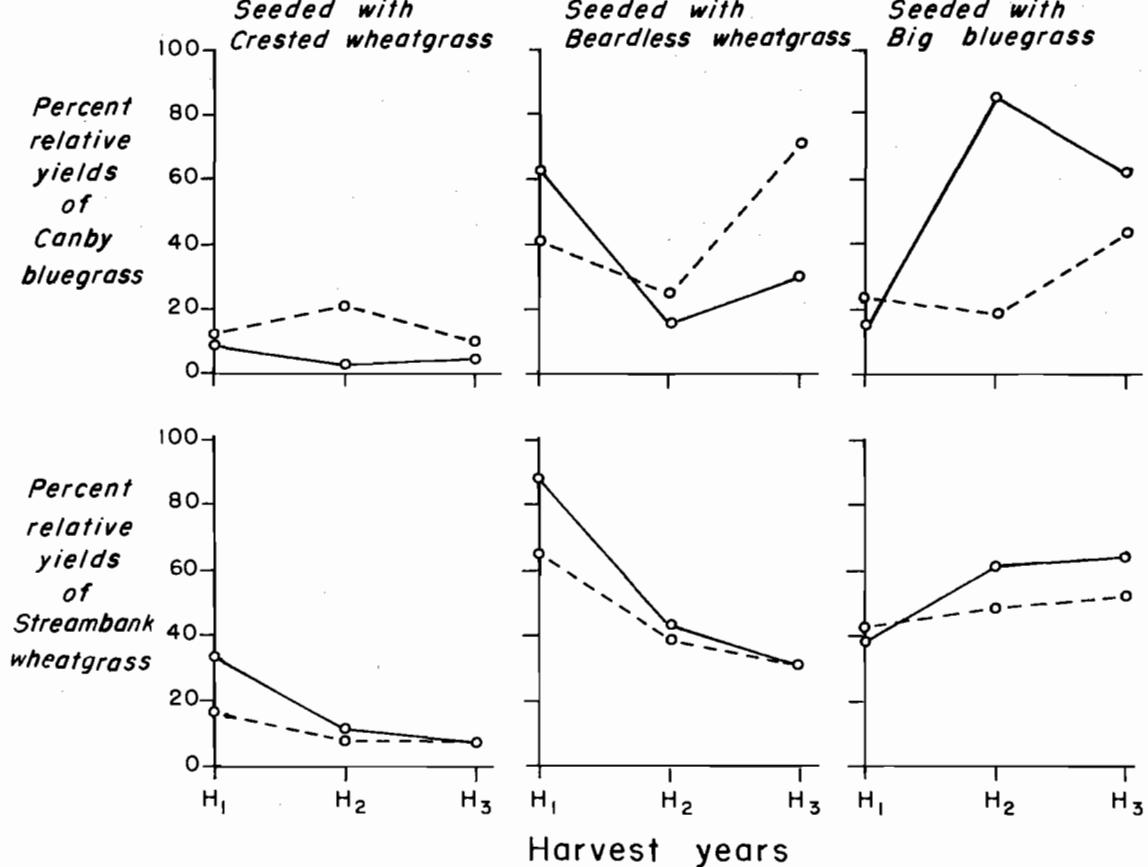 Seeded with
Crested wheatgrass
Seeded with
Beardless wheatgrass
Seeded with
Big bluegrass
Percent
relative
yields
of
Canby
bluegrass
100
80
60
40
20
0
Percent
relative
yields
of
Streambank
wheatgrass
100
80
60
40
20
0
H₁ H₂ H₃ H₁ H₂ H₃ H₁ H₂ H₃
Harvest years